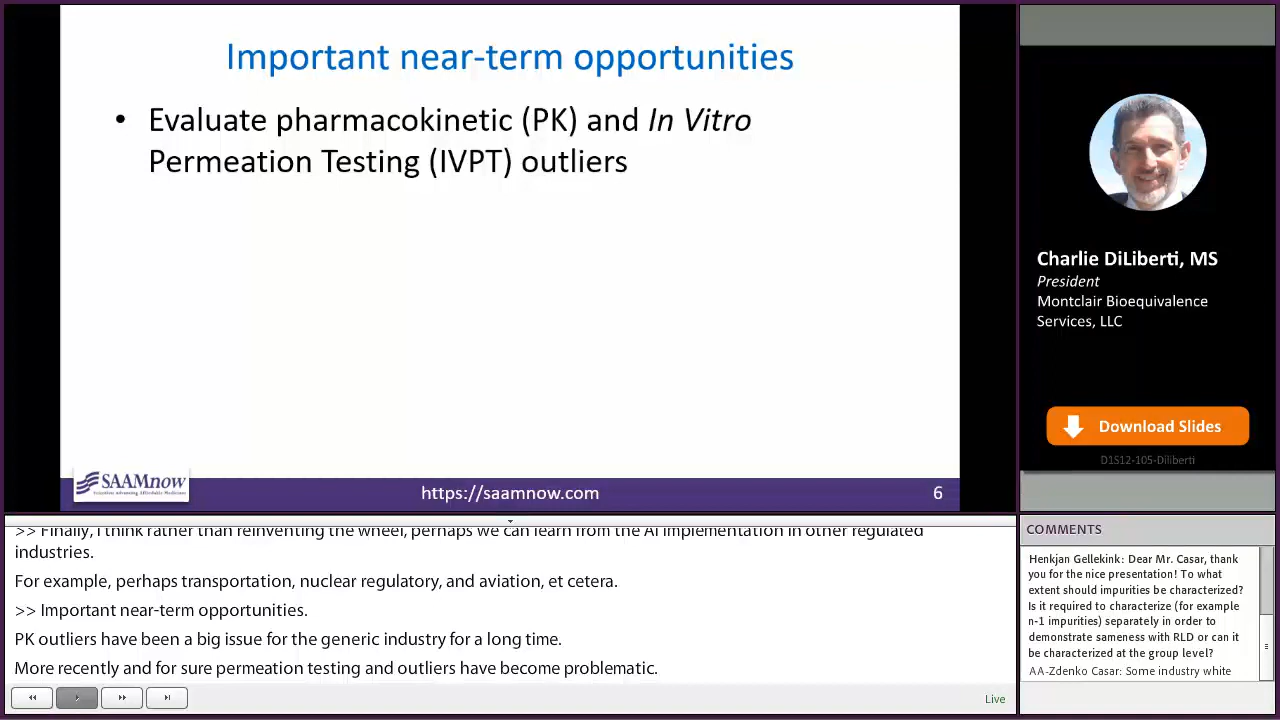 Important near-term opportunities
• Evaluate pharmacokinetic (PK) and In Vitro
Permeation Testing (IVPT) outliers
SAAMnow
https://saamnow.com
6
Charlie DiLiberti, MS
President
Montclair Bioequivalence
Services, LLC
Download Slides
D1S12-105-Diliberti
>> Finally, I think rather than reinventing the wheel, perhaps we can learn from the AI implementation in other regulated
industries.
For example, perhaps transportation, nuclear regulatory, and aviation, et cetera.
>> Important near-term opportunities.
PK outliers have been a big issue for the generic industry for a long time.
More recently and for sure permeation testing and outliers have become problematic.
Live
COMMENTS
Henkjan Gellekink: Dear Mr. Casar, thank
you for the nice presentation! To what
extent should impurities be characterized?
Is it required to characterize (for example
n-1 impurities) separately in order to
demonstrate sameness with RLD or can it
be characterized at the group level?
AA-Zdenko Casar: Some industry white